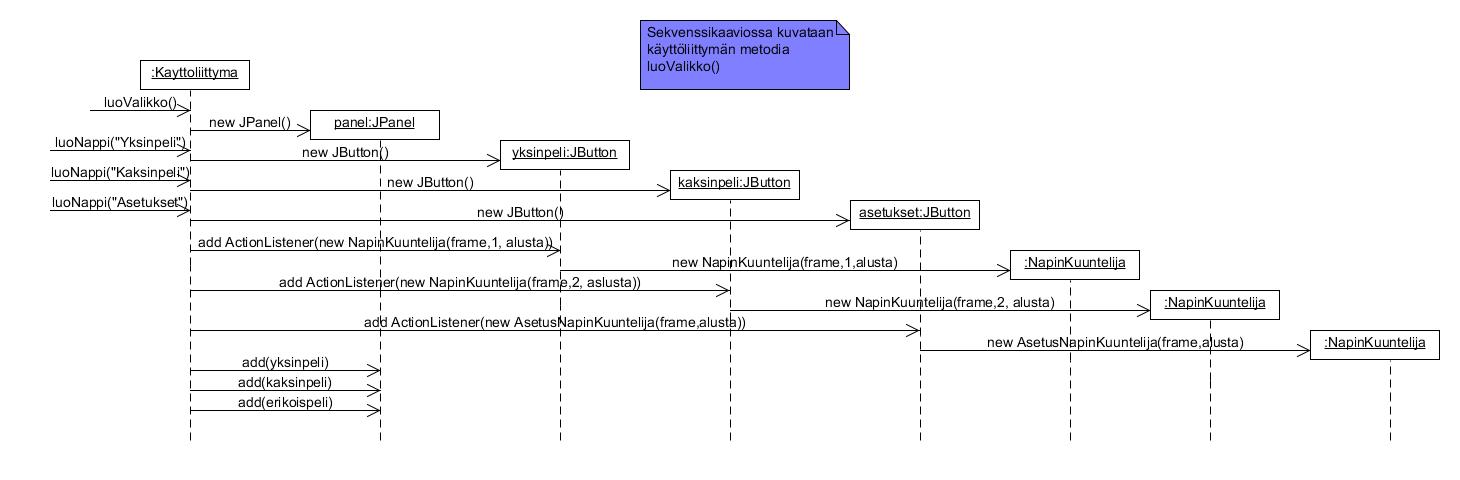 Sekvenssikaaviossa kuvataan
käyttöliittymän metodia
luoValikko()
:Kayttoliittyma
luoValikko()
new JPanel()
panel:JPanel
luoNappi("Yksinpeli")
new JButton()
yksinpeli:JButton
luoNappi("Kaksinpeli")
new JButton()
kaksinpeli:JButton
luoNappi("Asetukset")
new JButton()
asetukset:JButton
add ActionListener(new NapinKuuntelija(frame,1, alusta))
new NapinKuuntelija(frame,1,alusta)
:NapinKuuntelija
add ActionListener(new NapinKuuntelija(frame,2, aslusta))
new NapinKuuntelija(frame,2, alusta)
:NapinKuuntelija
add ActionListener(new AsetusNapinKuuntelija(frame,alusta))
new AsetusNapinKuuntelija(frame,alusta)
:NapinKuuntelija
add(yksinpeli)
add(kaksinpeli)
add(erikoispeli)